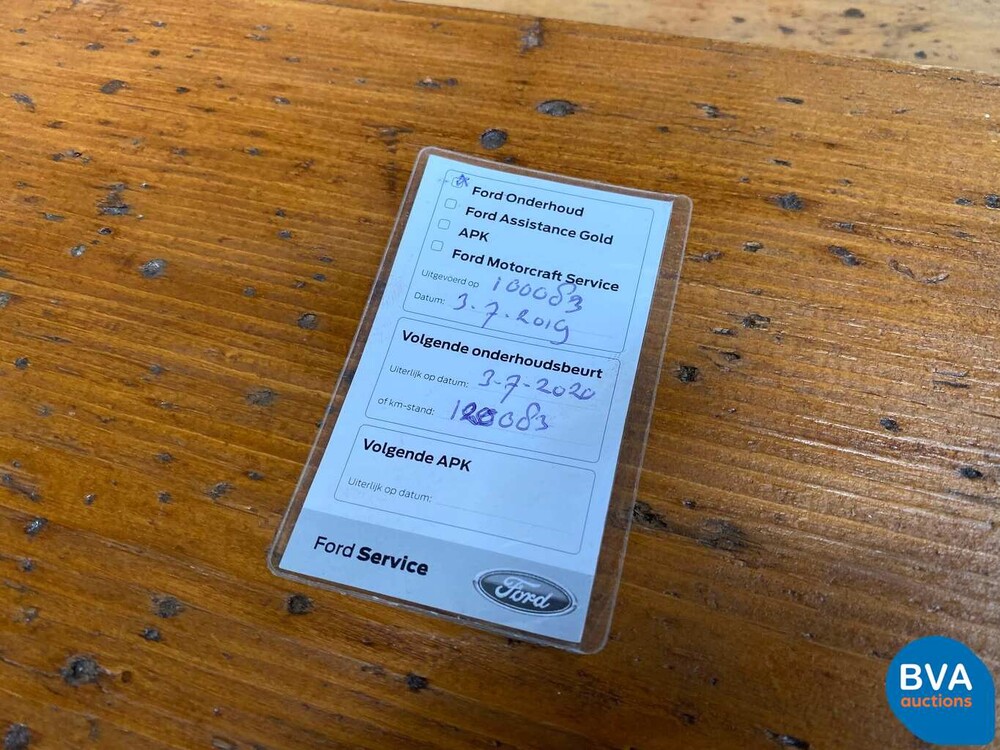 Ford Onderhoud
Ford Assistance Gold
APK
Ford Motorcraft Service
Uitgevoerd op 100083
Datum: 3-7-2019
Volgende onderhoudsbeurt
Uiterlijk op datum: 3-7-2020
of km-stand: 120083
Volgende APK
Uiterlijk op datum:
Ford Service
Ford
BVA
auctions